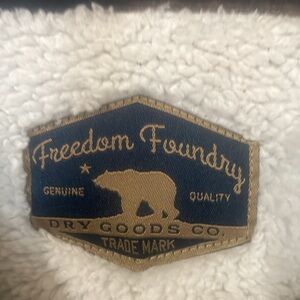 Freedom Foundry
GENUINE QUALITY
DRY GOODS CO.
TRADE MARK